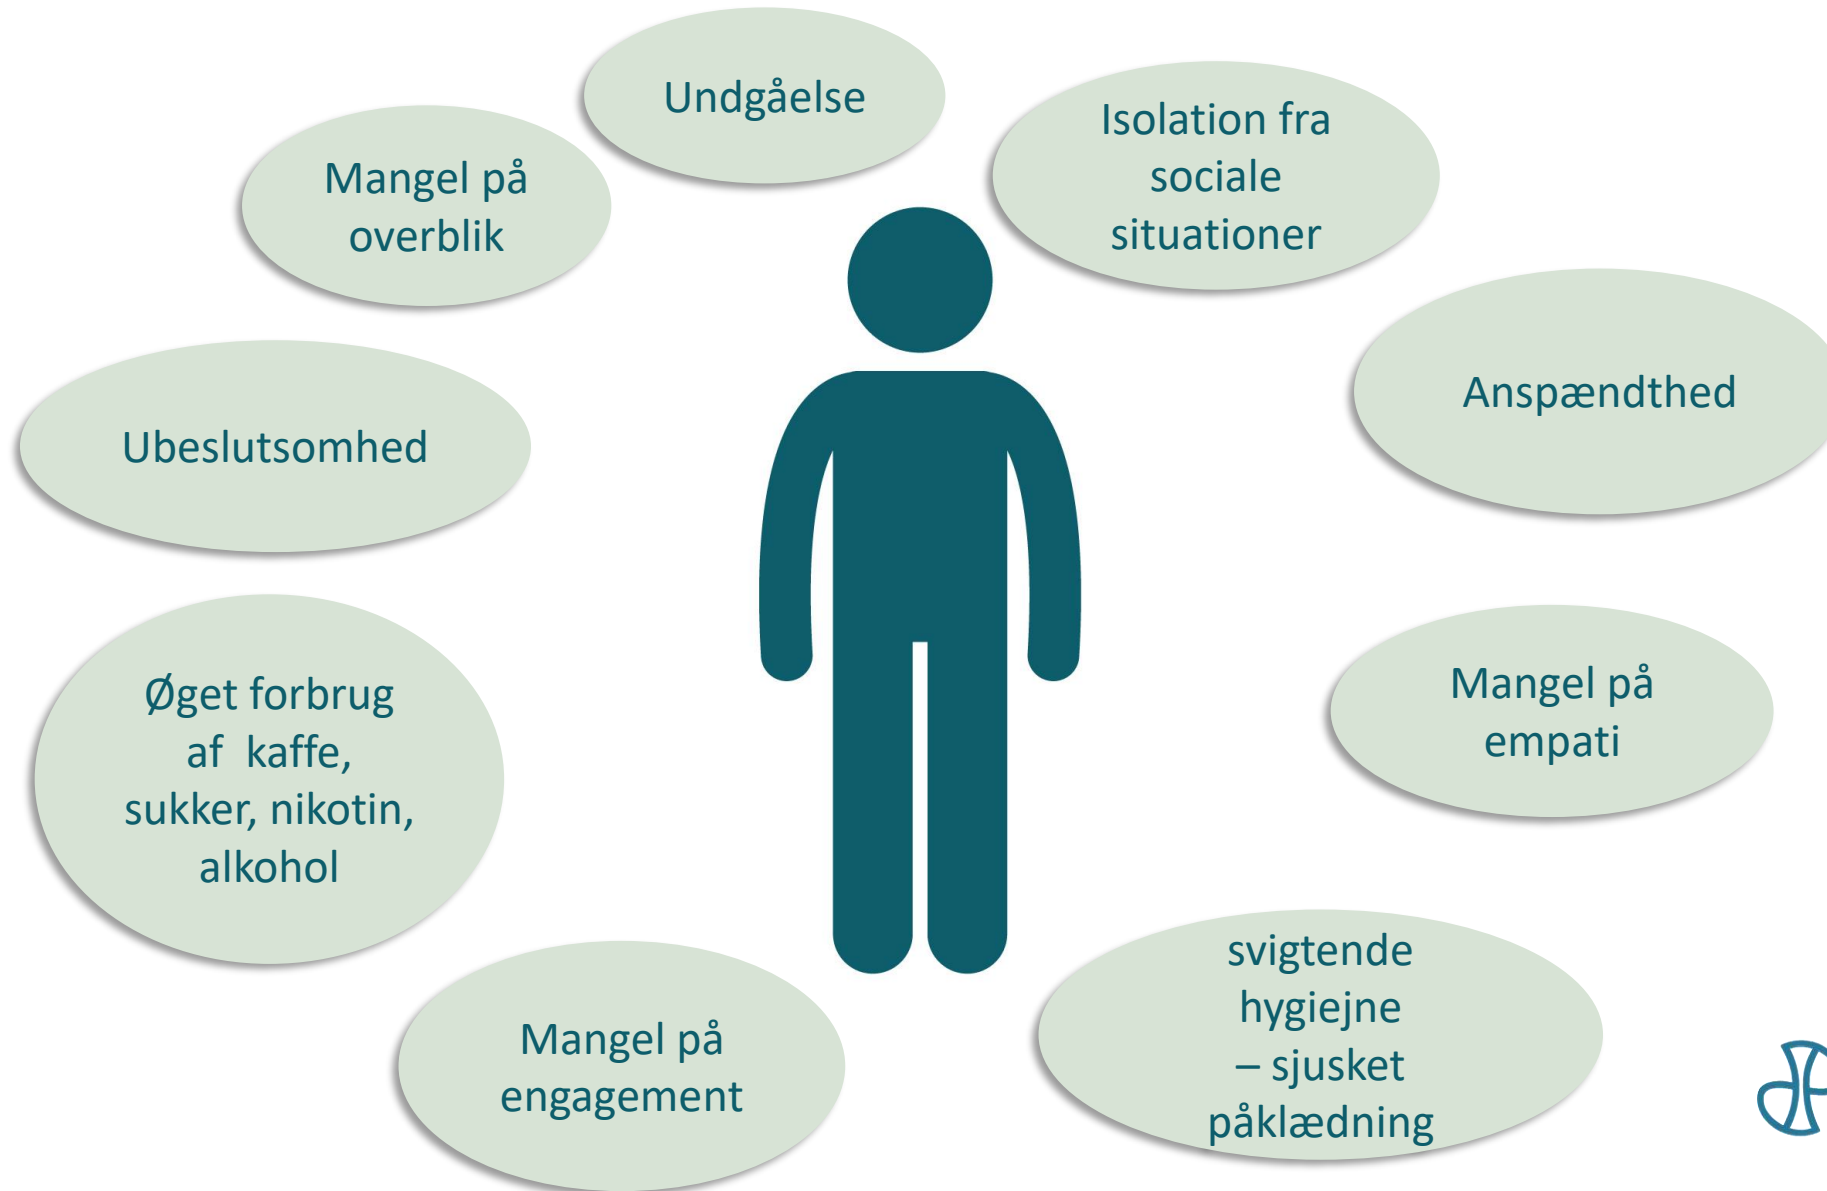 Undgåelse
Isolation fra
sociale
situationer
Mangel på
overblik
Anspændthed
Ubeslutsomhed
Mangel på
empati
Øget forbrug
af  kaffe,
sukker, nikotin,
alkohol
svigtende
hygiejne
– sjusket
påklædning
Mangel på
engagement